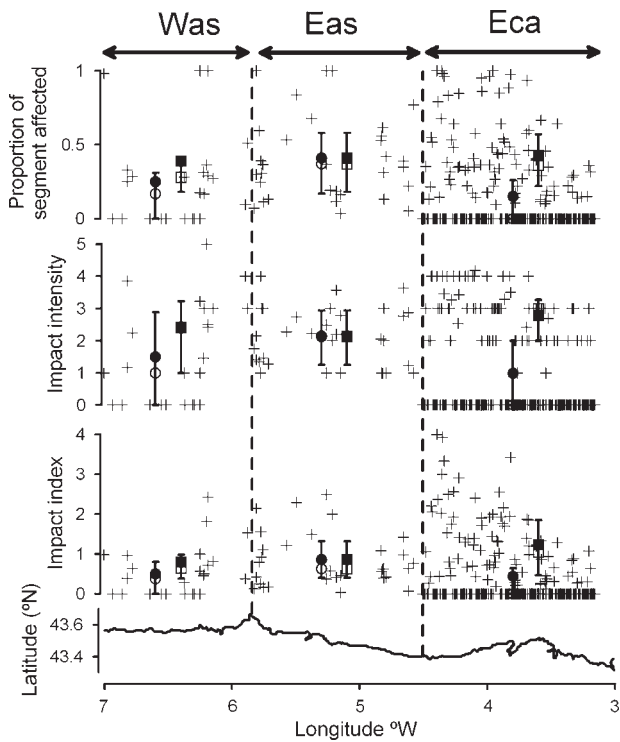 Was Eas Eca
Proportion of
segment affected
1
0.5
0
Impact intensity
5
4
3
2
1
0
Impact index
4
3
2
1
0
Latitude (ºN)
43.6
43.4
7 6 5 4 3
Longitude ºW